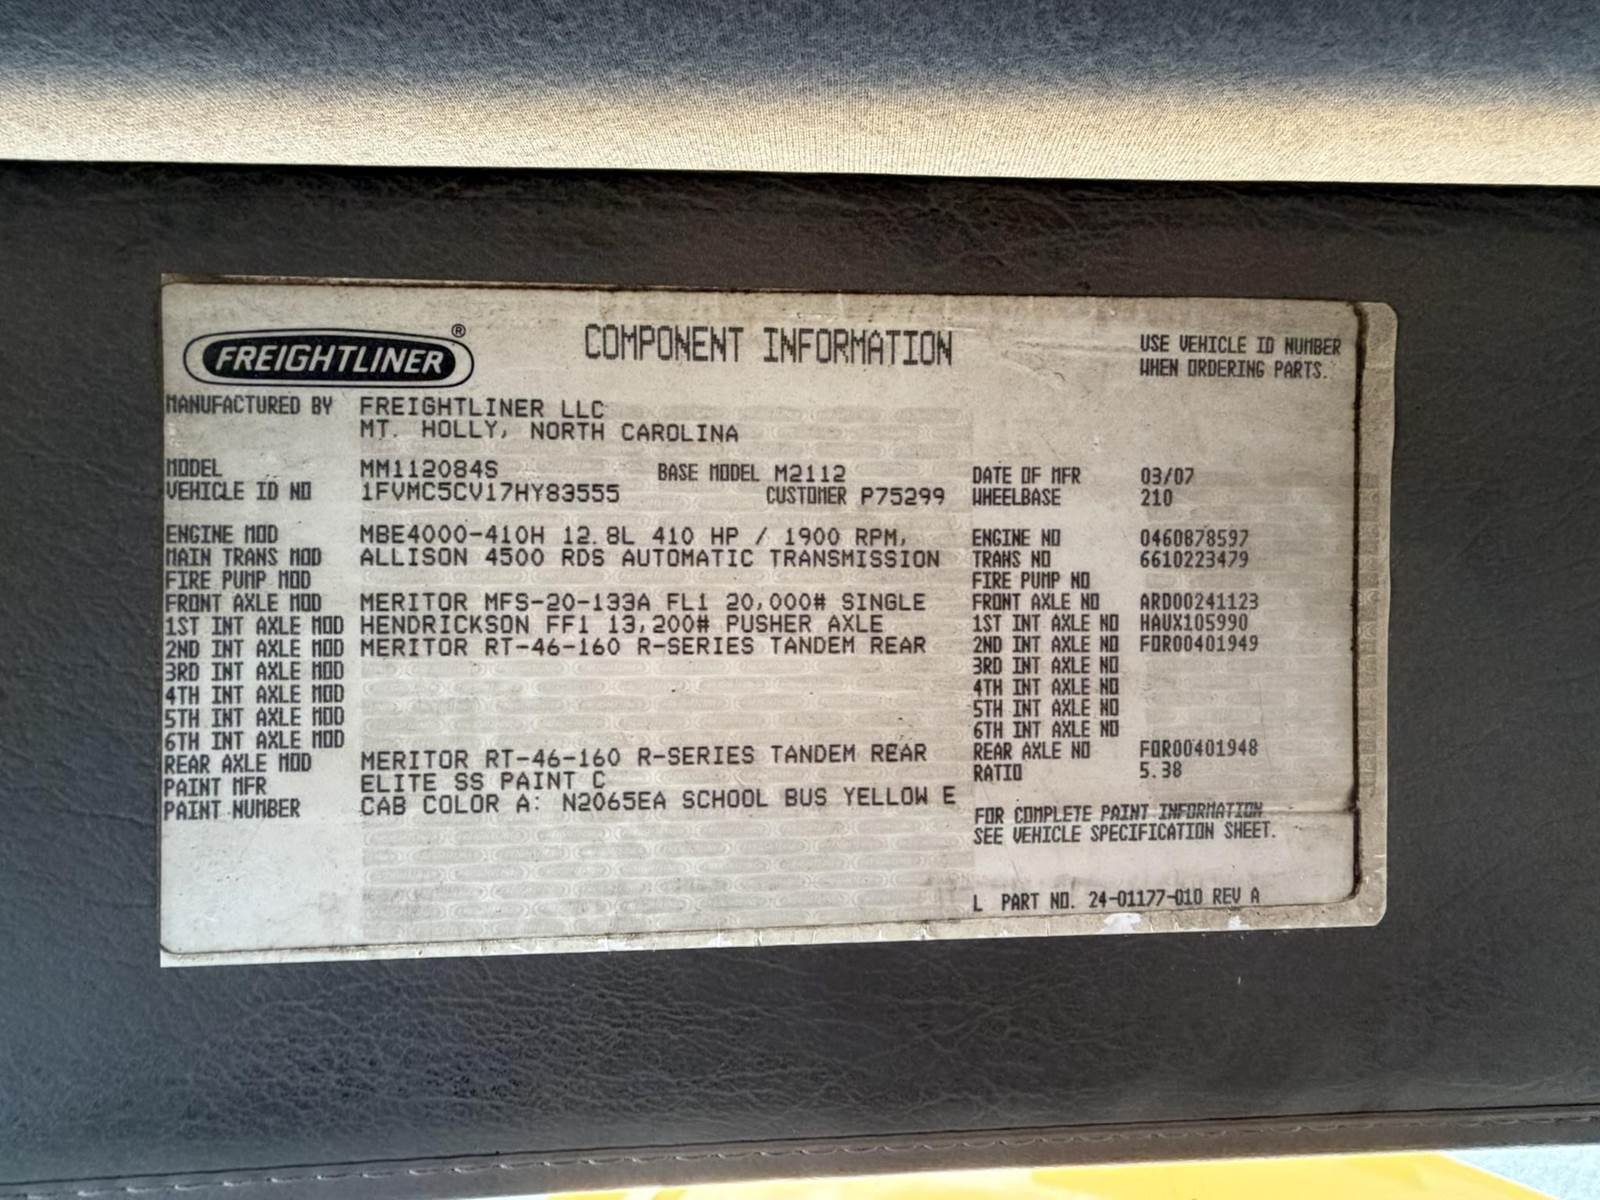 FREIGHTLINER®
COMPONENT INFORMATION
USE VEHICLE ID NUMBER
WHEN ORDERING PARTS.
MANUFACTURED BY FREIGHTLINER LLC
MT. HOLLY, NORTH CAROLINA
MODEL MM112084S BASE MODEL M2112 DATE OF MFR 03/07
VEHICLE ID NO 1FVMC5CV17HY83555 CUSTOMER P75299 WHEELBASE 210
ENGINE MOD MBE4000-410H 12.8L 410 HP / 1900 RPM, ENGINE NO 0460878597
MAIN TRANS MOD ALLISON 4500 RDS AUTOMATIC TRANSMISSION TRANS NO 6610223479
FIRE PUMP MOD FIRE PUMP NO
FRONT AXLE MOD MERITOR MFS-20-133A FL1 20,000# SINGLE FRONT AXLE NO ARD00241123
1ST INT AXLE MOD HENDRICKSON FF1 13,200# PUSHER AXLE 1ST INT AXLE NO HAUX105990
2ND INT AXLE MOD MERITOR RT-46-160 R-SERIES TANDEM REAR 2ND INT AXLE NO FOR00401949
3RD INT AXLE MOD 3RD INT AXLE NO
4TH INT AXLE MOD 4TH INT AXLE NO
5TH INT AXLE MOD 5TH INT AXLE NO
6TH INT AXLE MOD 6TH INT AXLE NO
REAR AXLE MOD MERITOR RT-46-160 R-SERIES TANDEM REAR REAR AXLE NO FOR00401948
PAINT MFR ELITE SS PAINT C RATIO 5.38
PAINT NUMBER CAB COLOR A: N2065EA SCHOOL BUS YELLOW E
FOR COMPLETE PAINT INFORMATION
SEE VEHICLE SPECIFICATION SHEET.
L PART NO. 24-01177-010 REV A